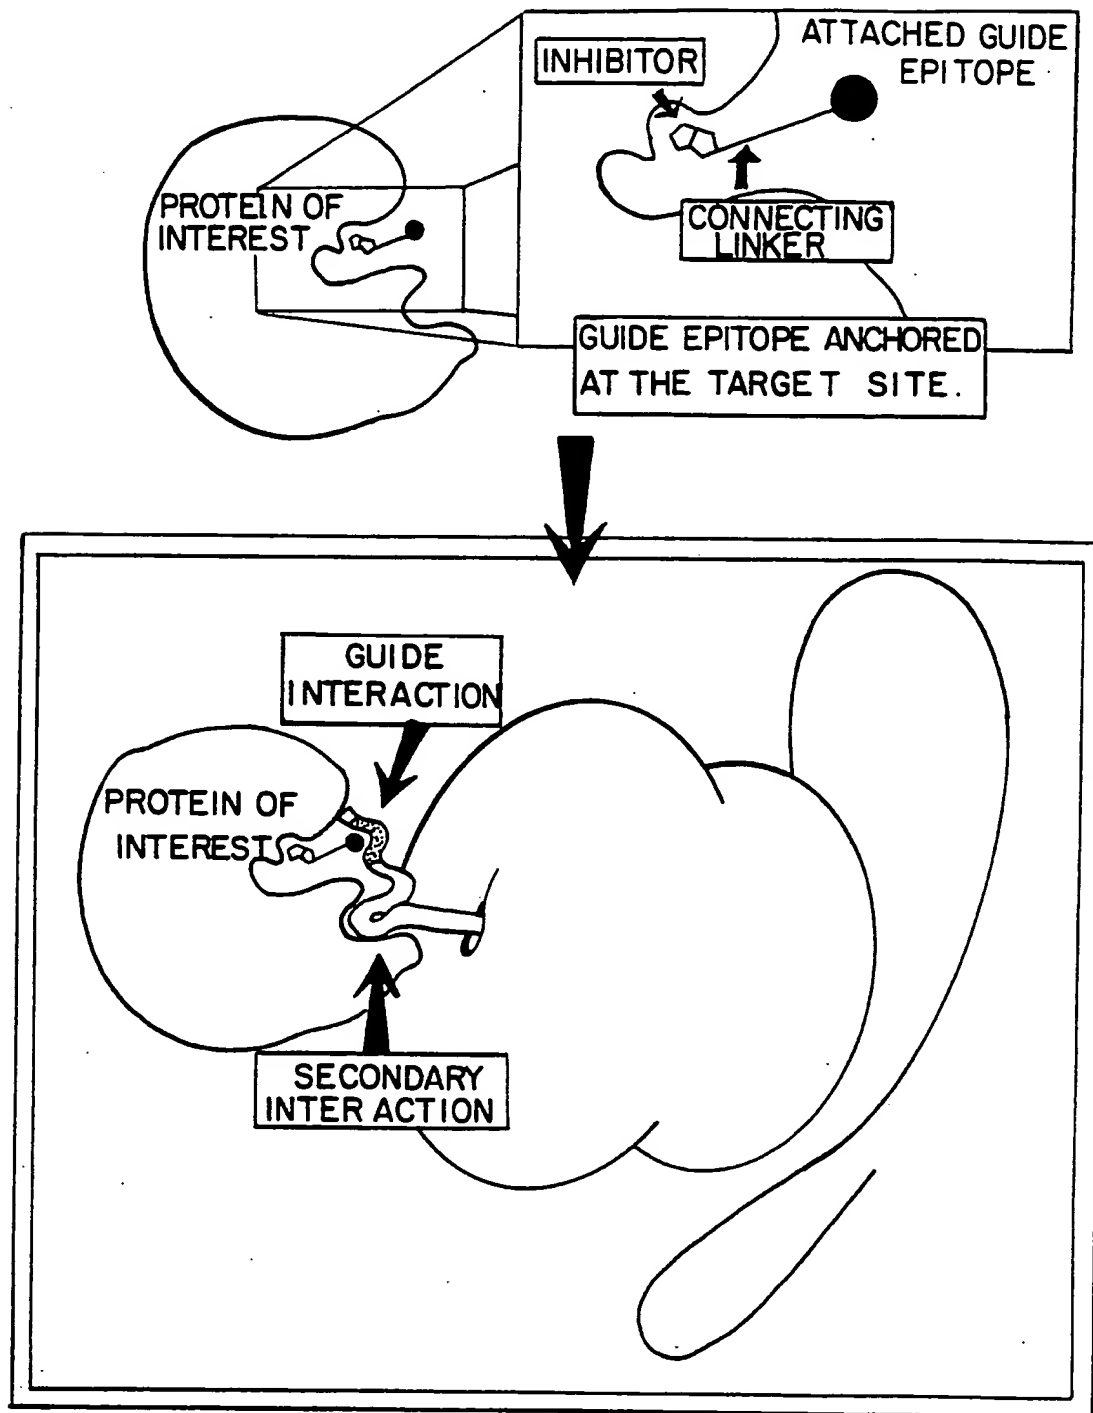 ATTACHED GUIDE
EPITOPE
INHIBITOR
PROTEIN OF
INTEREST
CONNECTING
LINKER
GUIDE EPITOPE ANCHORED
AT THE TARGET SITE.
GUIDE
INTERACTION
PROTEIN OF
INTEREST
SECONDARY
INTERACTION